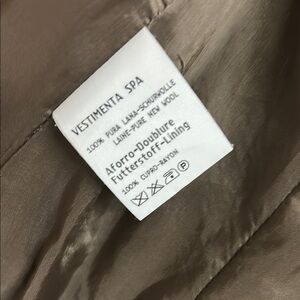 VESTIMENTA SPA
100% PURA LANA-SCHURWOLLE
LAINE-PURE NEW WOOL
Aforro-Doublure
Futterstoff-Lining
100% CUPRO-RAYON
P